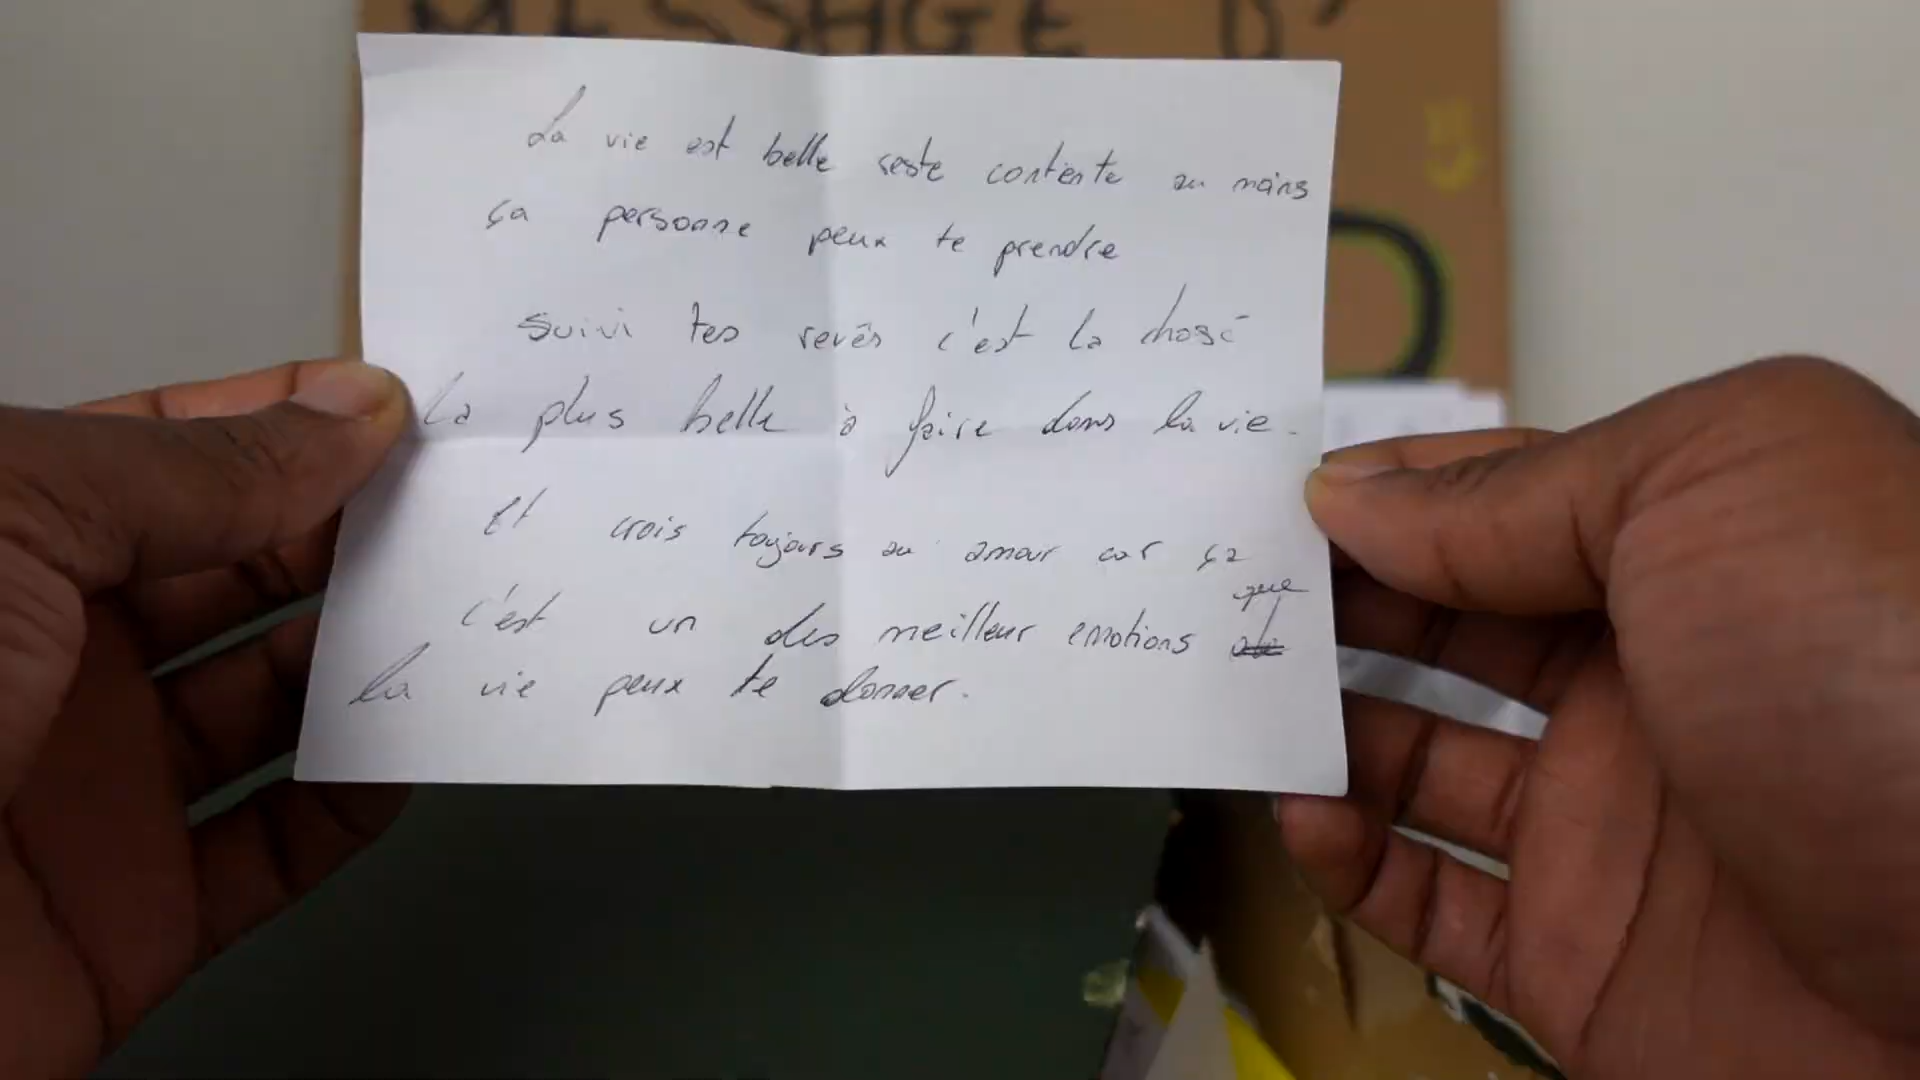 MESSAGE D'
La vie est belle reste contente au moins
ça personne peux te prendre
suivi tes revês c'est la chose
la plus belle à faire dans la vie.
Et crois toujours au amour car ça
que
c'est un des meilleur emotions
la vie peux te donner.